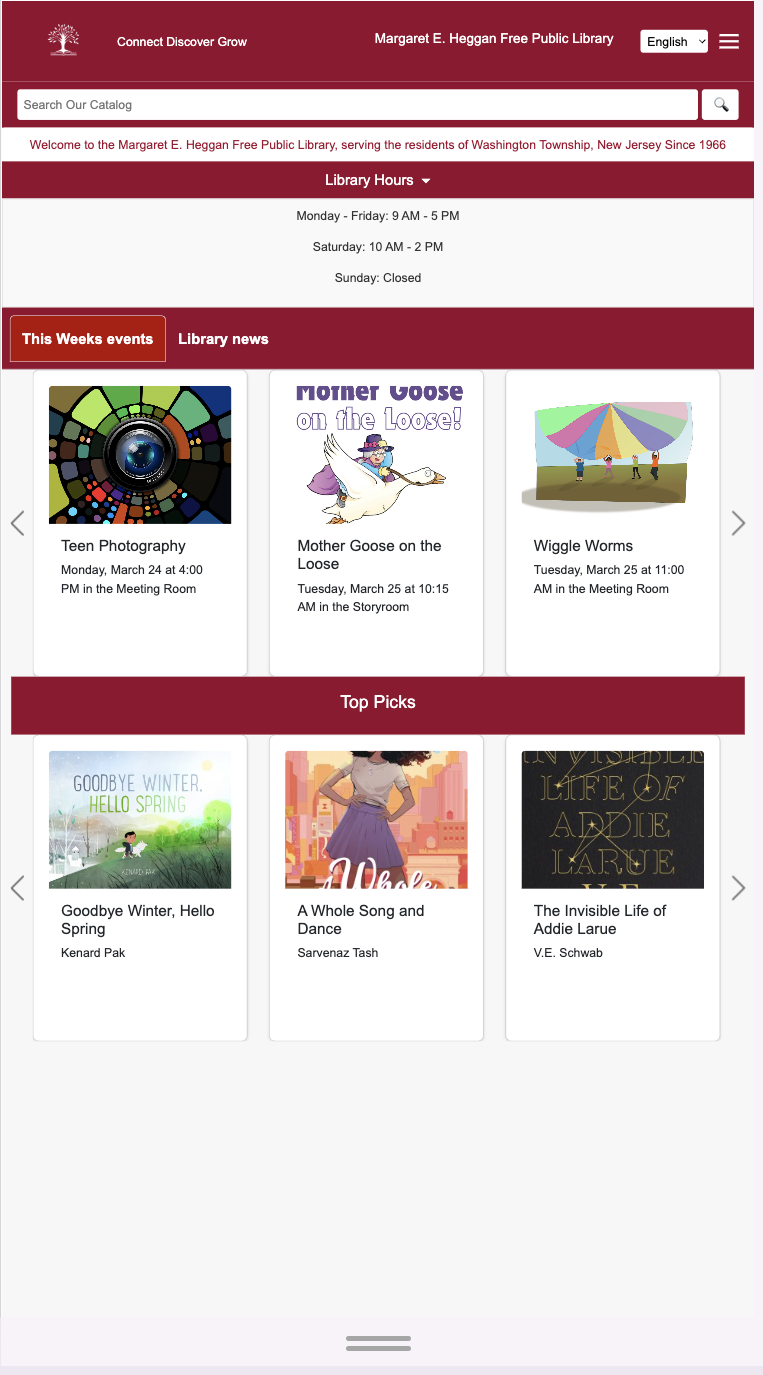 Connect Discover Grow
Margaret E. Heggan Free Public Library
English
Search Our Catalog
Welcome to the Margaret E. Heggan Free Public Library, serving the residents of Washington Township, New Jersey Since 1966
Library Hours
Monday - Friday: 9 AM - 5 PM
Saturday: 10 AM - 2 PM
Sunday: Closed
This Weeks events
Library news
Mother Goose
on the Loose!
Teen Photography
Monday, March 24 at 4:00
PM in the Meeting Room
Mother Goose on the
Loose
Tuesday, March 25 at 10:15
AM in the Storyroom
Wiggle Worms
Tuesday, March 25 at 11:00
AM in the Meeting Room
Top Picks
GOODBYE WINTER,
HELLO SPRING
KENARD PAK
A Whole
INVISIBLE
LIFE OF
ADDIE
LARUE
V.E.
Goodbye Winter, Hello
Spring
Kenard Pak
A Whole Song and
Dance
Sarvenaz Tash
The Invisible Life of
Addie Larue
V.E. Schwab